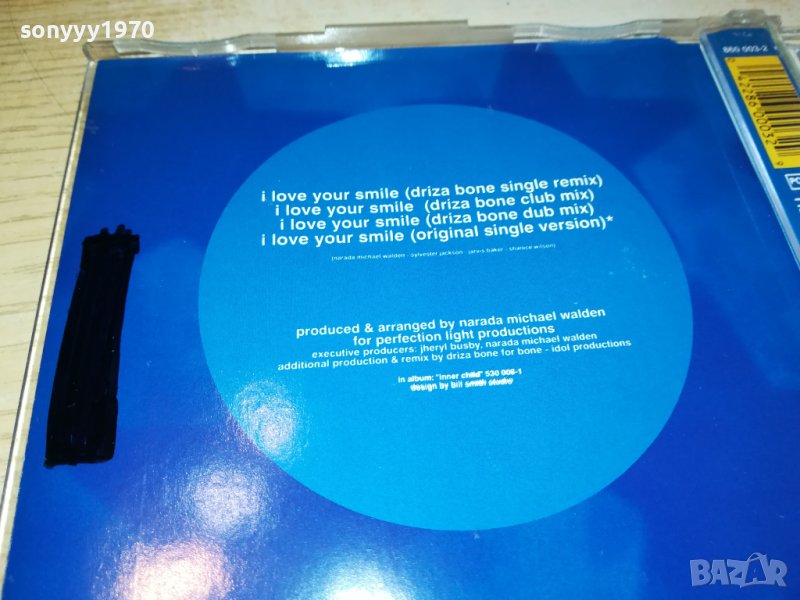 sonyyy1970
860 003-2
i love your smile (driza bone single remix)
i love your smile (driza bone club mix)
i love your smile (driza bone dub mix)
i love your smile (original single version)*
(narada michael walden - sylvester jackson - jarvis baker - shanice wilson)
produced & arranged by narada michael walden
for perfection light productions
executive producers: jheryl busby, narada michael walden
additional production & remix by driza bone for bone - idol productions
in album: "inner child" 530 008-1
design by bill smith studio
BAZAR